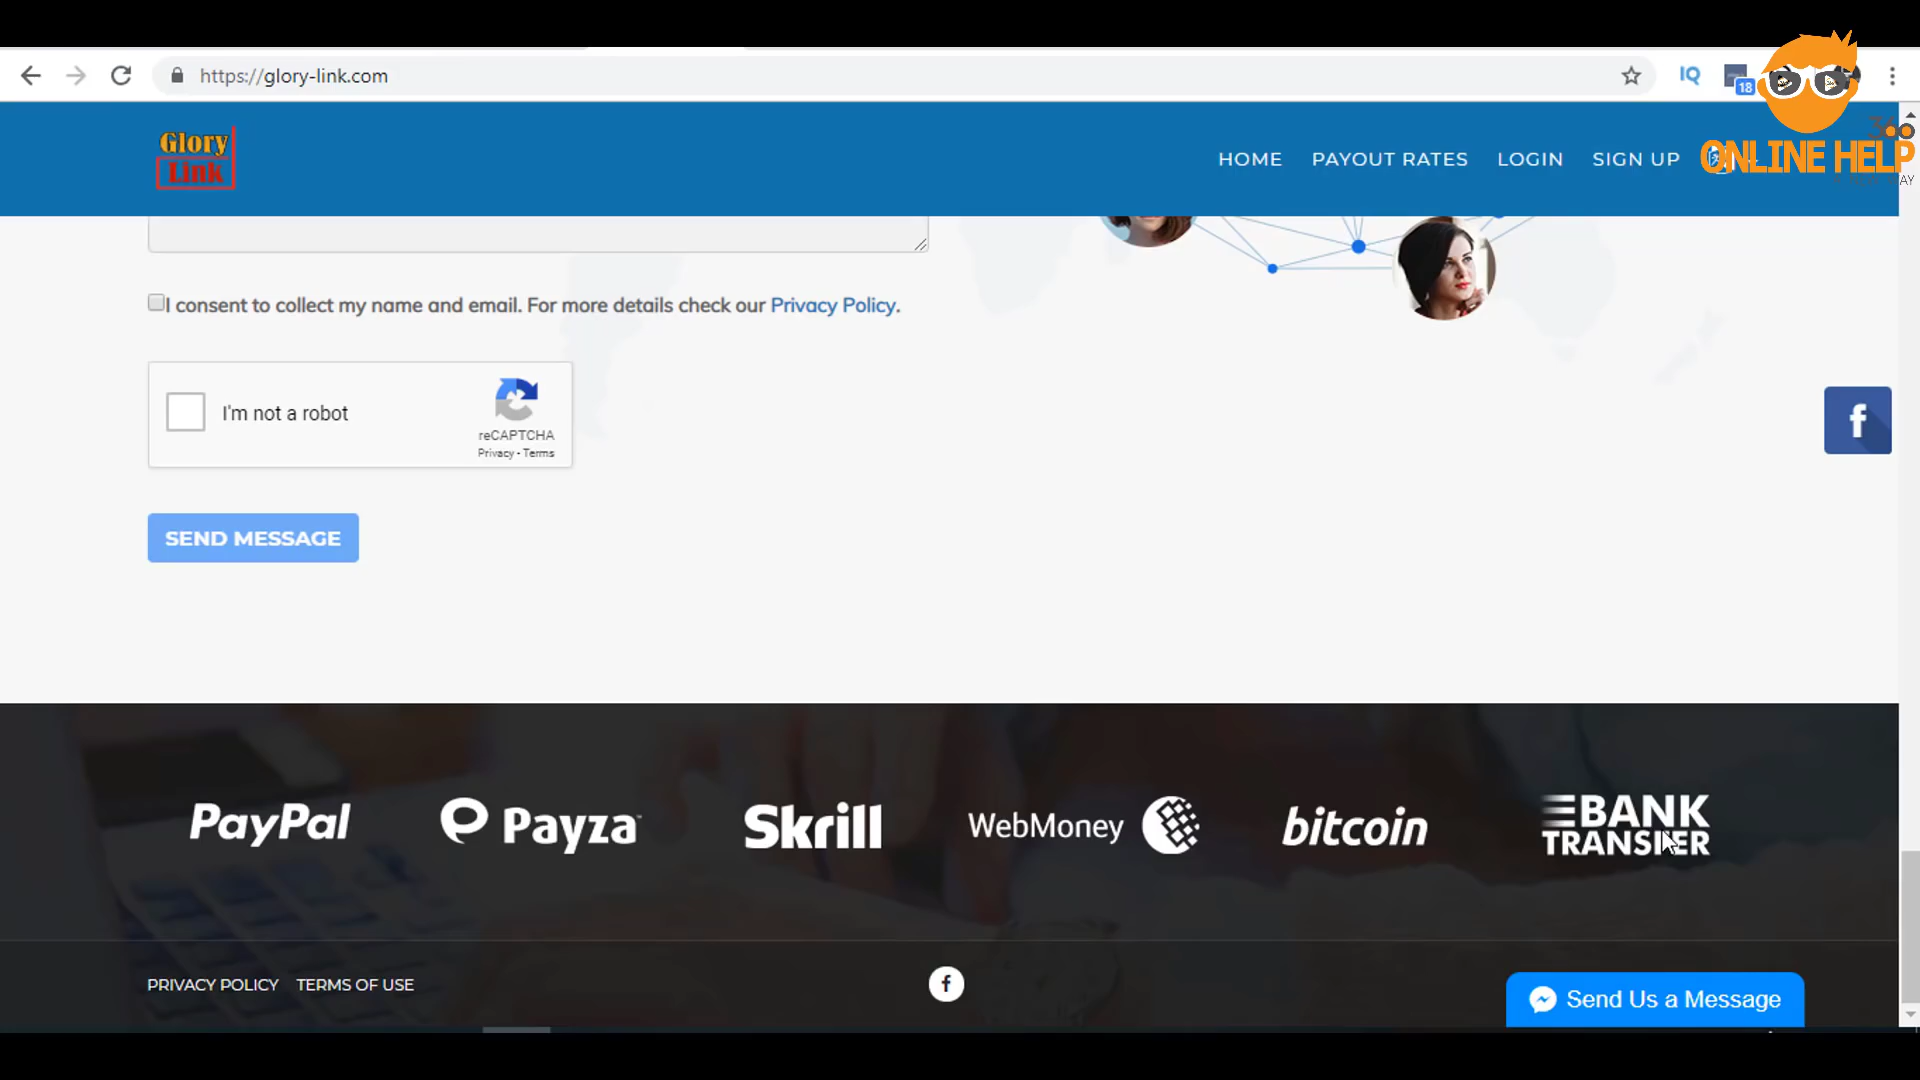 https://glory-link.com
IQ
18
Glory
Link
HOME PAYOUT RATES LOGIN SIGN UP
ONLINE HELP
I consent to collect my name and email. For more details check our Privacy Policy.
I'm not a robot
reCAPTCHA
Privacy - Terms
f
SEND MESSAGE
PayPal Payza Skrill WebMoney bitcoin BANK TRANSFER
PRIVACY POLICY TERMS OF USE f
Send Us a Message